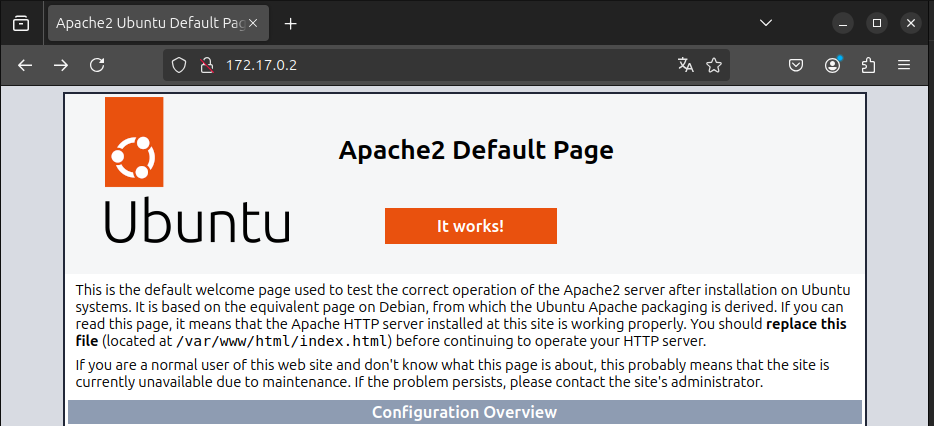 Apache2 Ubuntu Default Pag
172.17.0.2
Ubuntu
Apache2 Default Page
It works!
This is the default welcome page used to test the correct operation of the Apache2 server after installation on Ubuntu
systems. It is based on the equivalent page on Debian, from which the Ubuntu Apache packaging is derived. If you can
read this page, it means that the Apache HTTP server installed at this site is working properly. You should replace this
file (located at /var/www/html/index.html) before continuing to operate your HTTP server.
If you are a normal user of this web site and don't know what this page is about, this probably means that the site is
currently unavailable due to maintenance. If the problem persists, please contact the site's administrator.
Configuration Overview